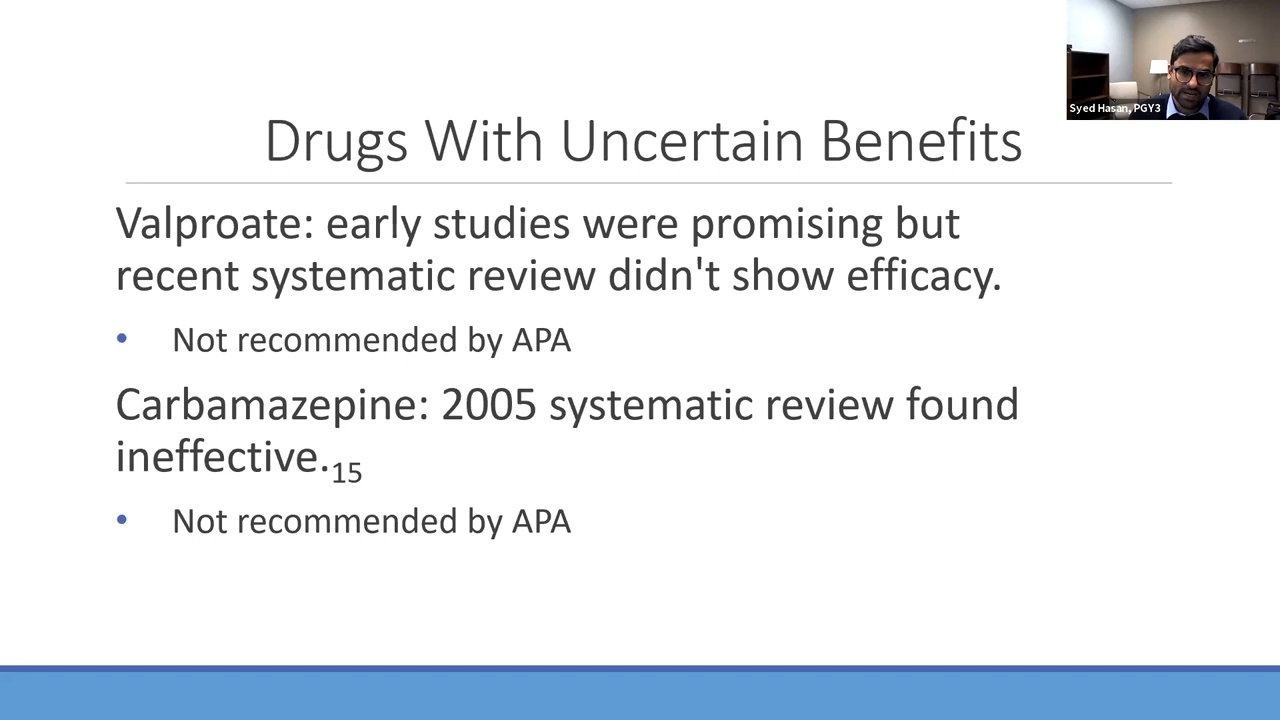 Syed Hasan, PGY3
Drugs With Uncertain Benefits
Valproate: early studies were promising but
recent systematic review didn't show efficacy.
• Not recommended by APA
Carbamazepine: 2005 systematic review found
ineffective.15
• Not recommended by APA